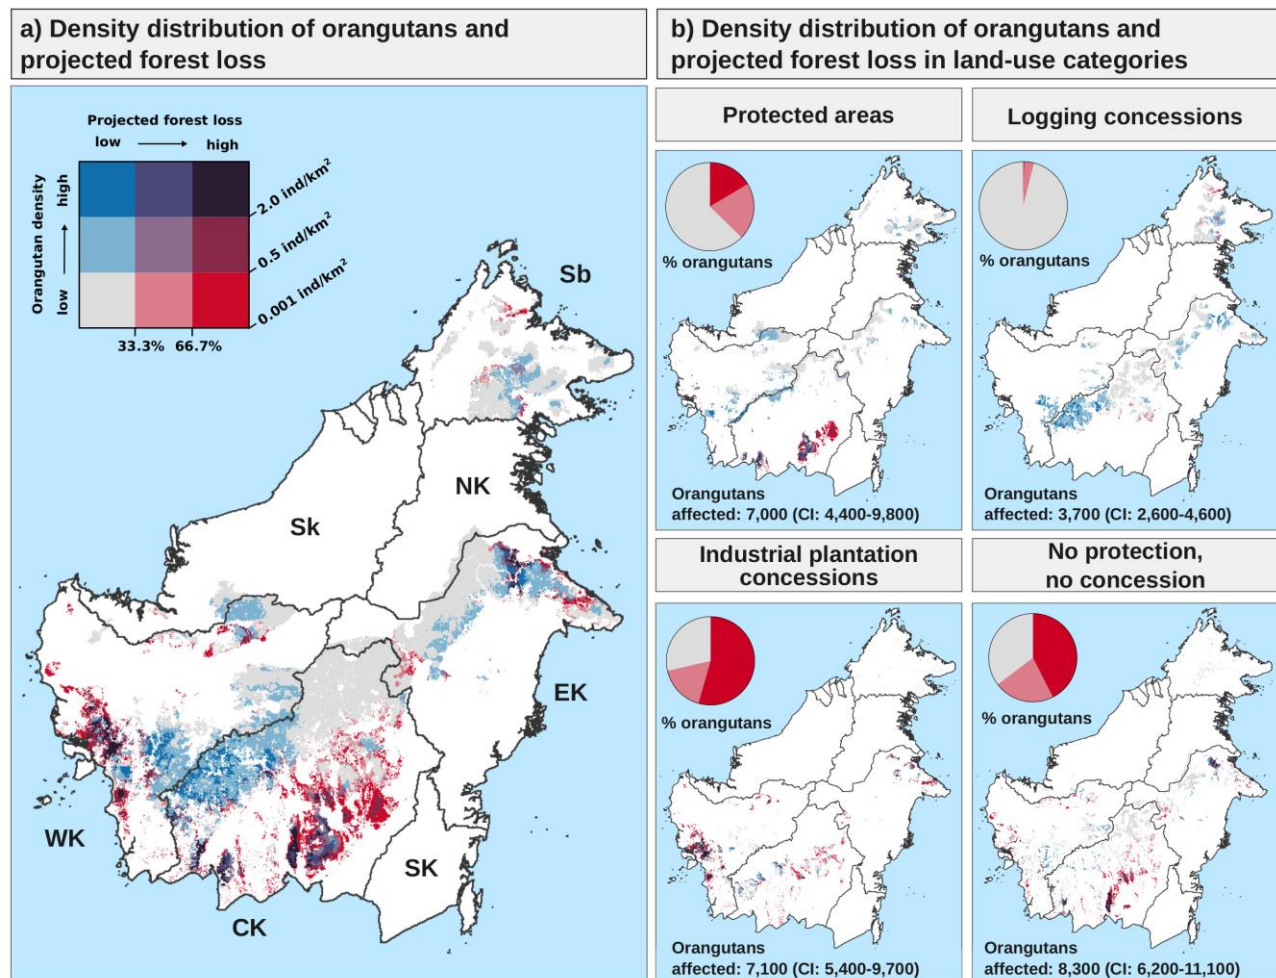 a) Density distribution of orangutans and
projected forest loss
Projected forest loss
low
high
Orangutan density
high
low
2.0 ind/km²
0.5 ind/km²
0.001 ind/km²
33.3%
66.7%
Sb
NK
Sk
EK
WK
SK
CK
b) Density distribution of orangutans and
projected forest loss in land-use categories
Protected areas
% orangutans
Orangutans
affected: 7,000 (CI: 4,400-9,800)
Logging concessions
% orangutans
Orangutans
affected: 3,700 (CI: 2,600-4,600)
Industrial plantation
concessions
% orangutans
Orangutans
affected: 7,100 (CI: 5,400-9,700)
No protection,
no concession
% orangutans
Orangutans
affected: 8,300 (CI: 6,200-11,100)